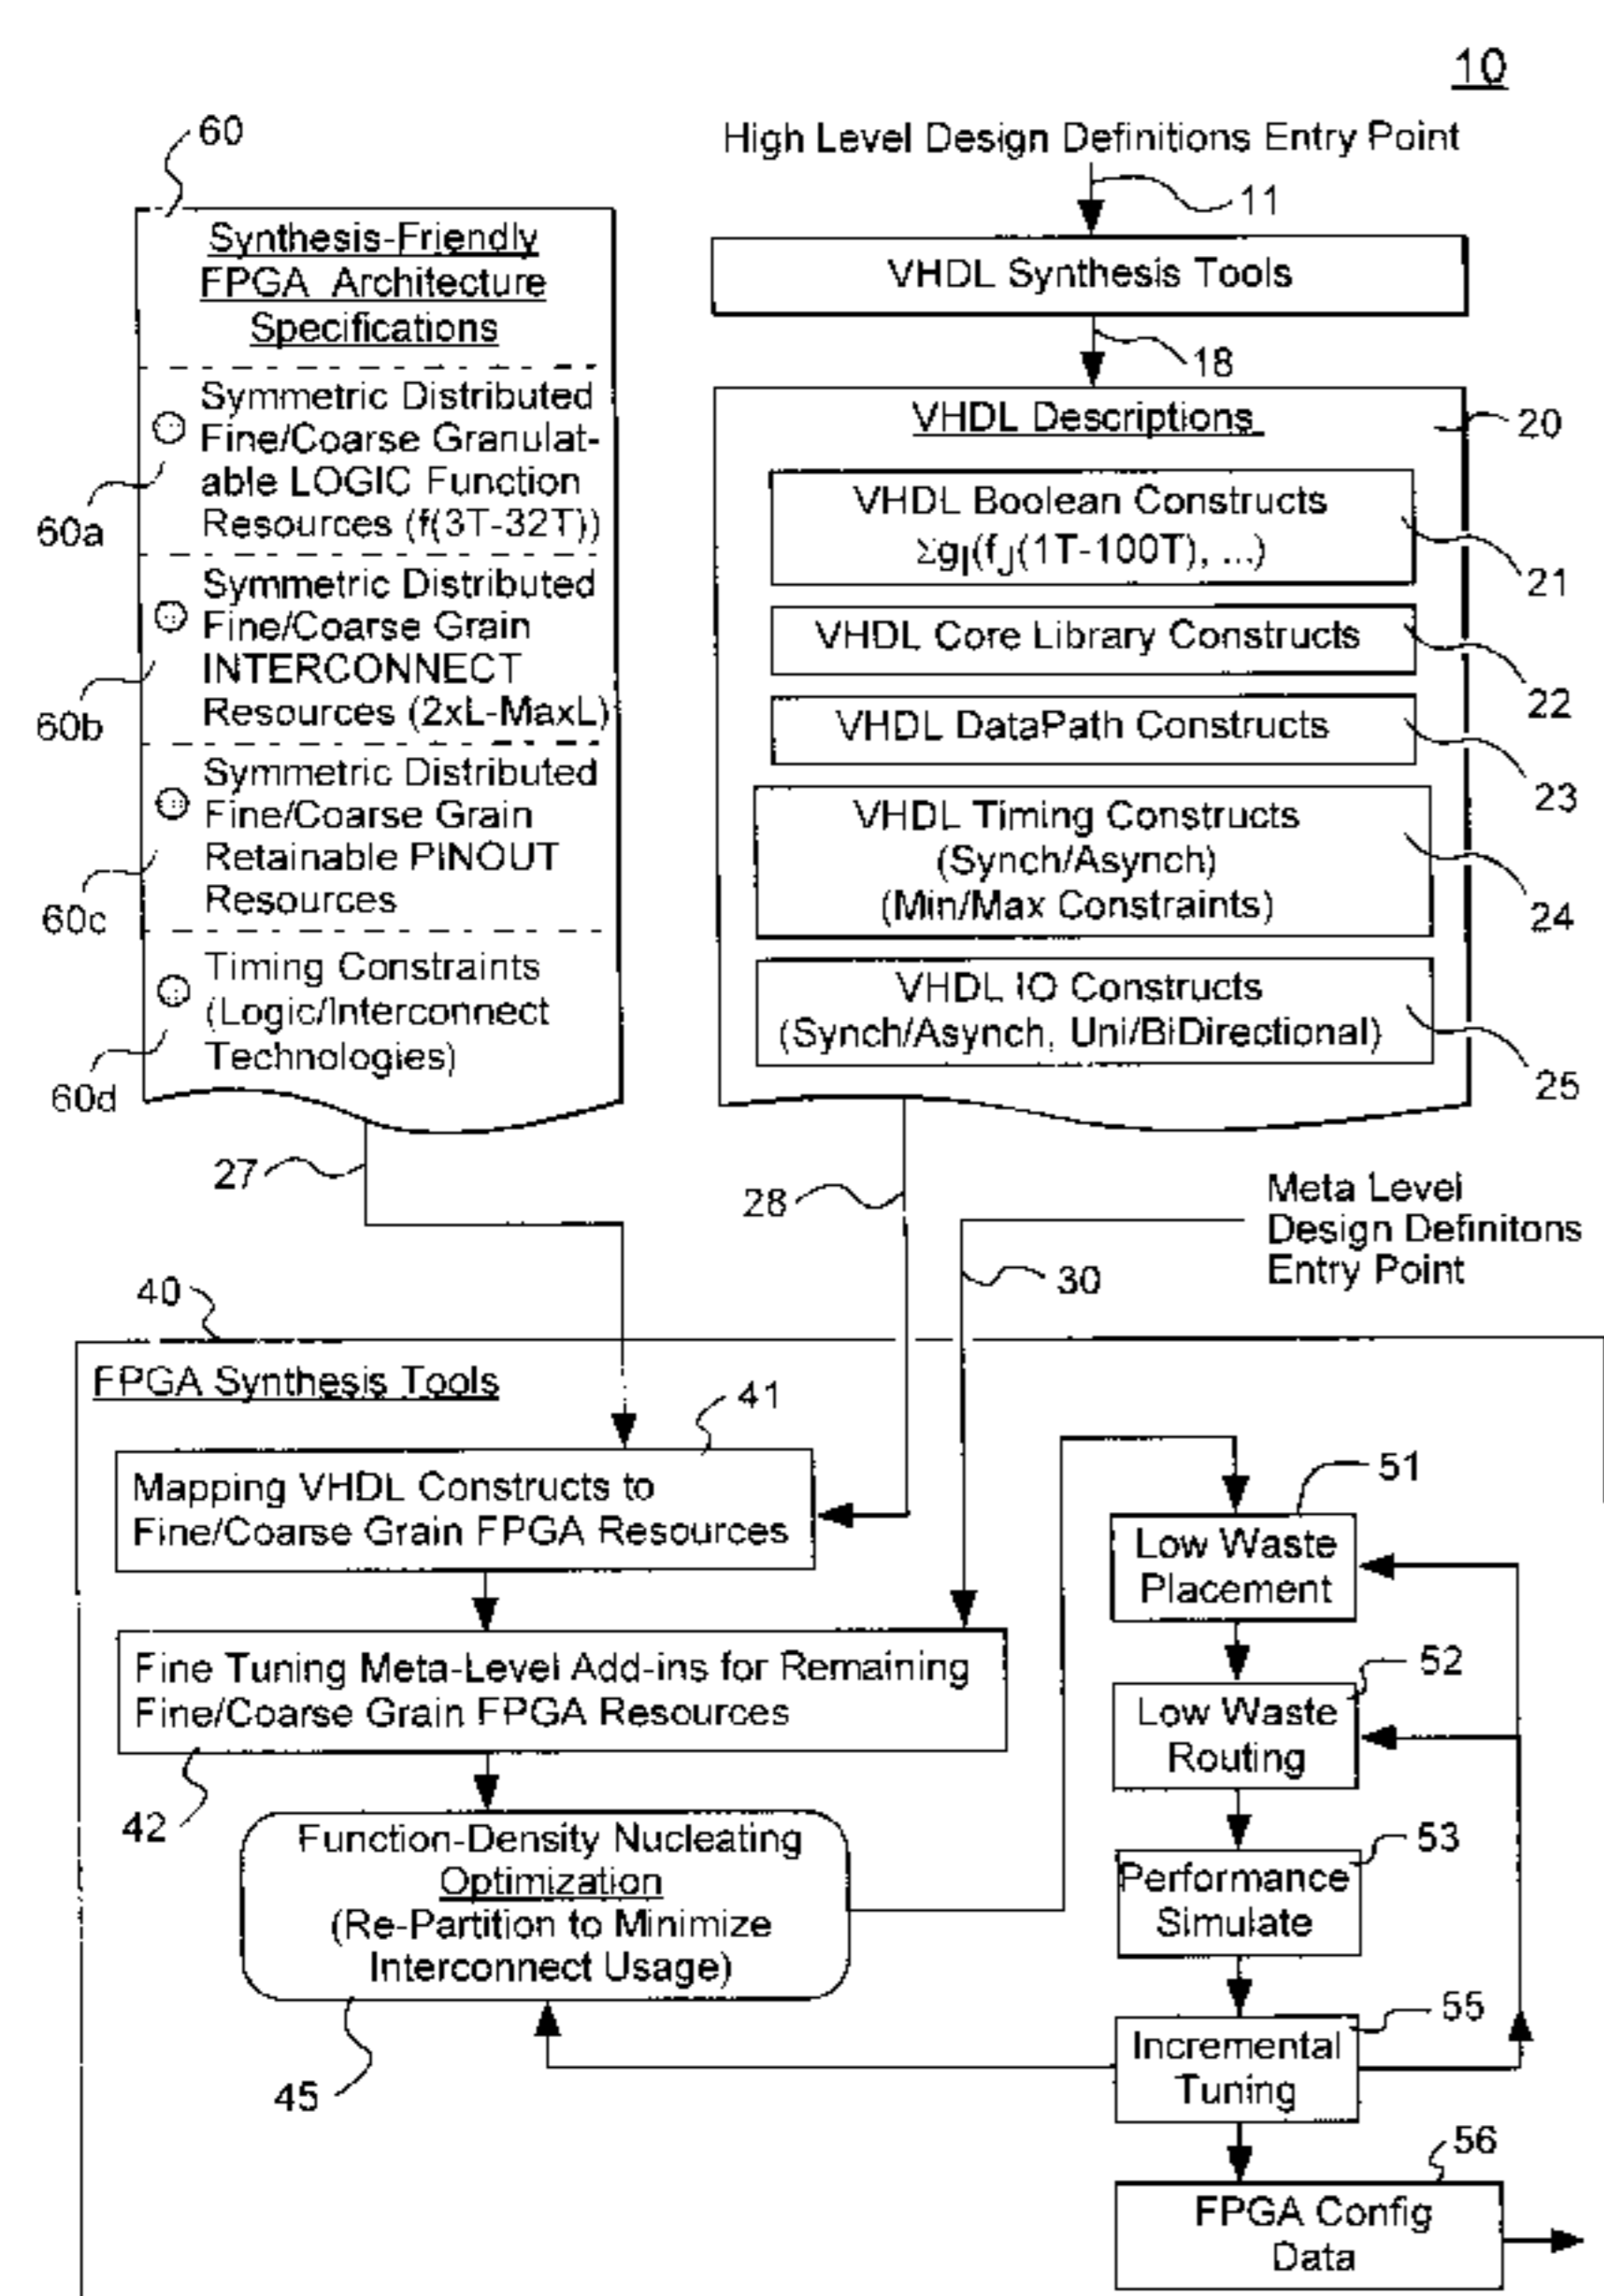 10
60
High Level Design Definitions Entry Point
11
Synthesis-Friendly
FPGA Architecture
Specifications
VHDL Synthesis Tools
18
Symmetric Distributed
Fine/Coarse Granulat-
able LOGIC Function
Resources (f(3T-32T))
60a
Symmetric Distributed
Fine/Coarse Grain
INTERCONNECT
Resources (2xL-MaxL)
60b
Symmetric Distributed
Fine/Coarse Grain
Retainable PINOUT
Resources
60c
Timing Constraints
(Logic/Interconnect
Technologies)
60d
VHDL Descriptions
20
VHDL Boolean Constructs
ΣgI(fJ(1T-100T), ...)
21
VHDL Core Library Constructs
22
VHDL DataPath Constructs
23
VHDL Timing Constructs
(Synch/Asynch)
(Min/Max Constraints)
24
VHDL IO Constructs
(Synch/Asynch, Uni/BiDirectional)
25
27
28
Meta Level
Design Definitons
Entry Point
30
40
FPGA Synthesis Tools
41
Mapping VHDL Constructs to
Fine/Coarse Grain FPGA Resources
Fine Tuning Meta-Level Add-ins for Remaining
Fine/Coarse Grain FPGA Resources
42
Function-Density Nucleating
Optimization
(Re-Partition to Minimize
Interconnect Usage)
45
51
Low Waste
Placement
52
Low Waste
Routing
53
Performance
Simulate
55
Incremental
Tuning
56
FPGA Config
Data